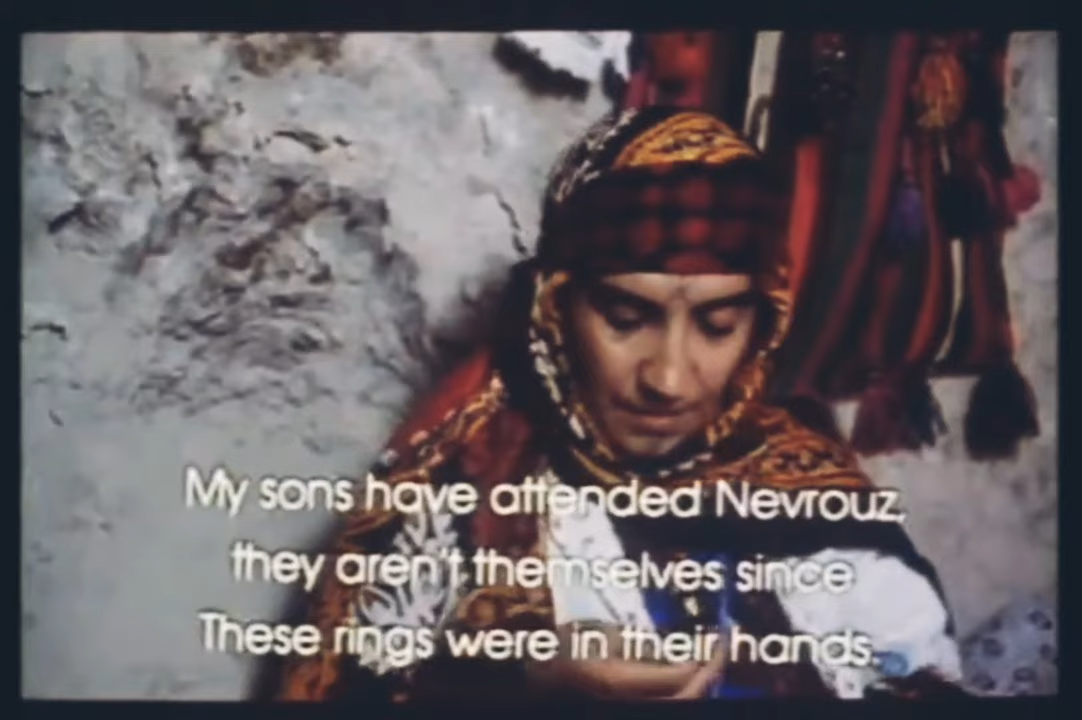 My sons have attended Nevrouz,
they aren't themselves since
These rings were in their hands.